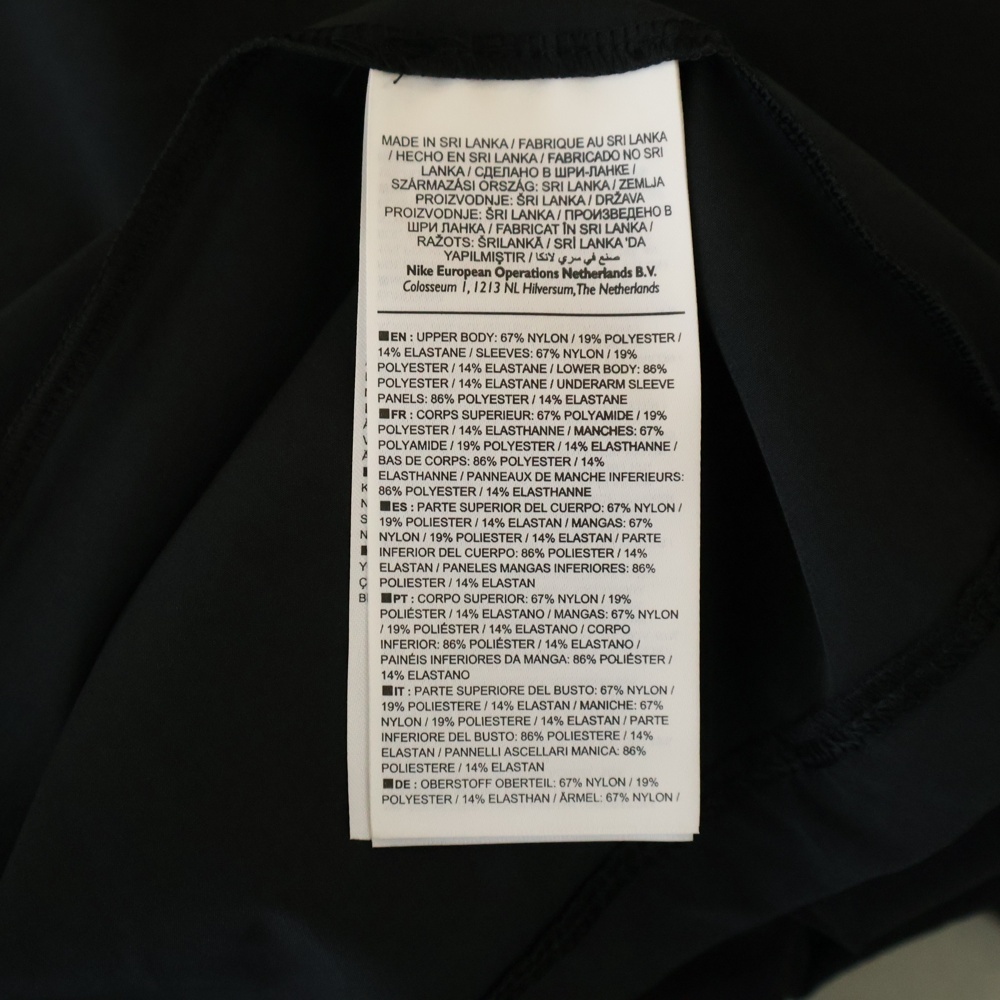 MADE IN SRI LANKA / FABRIQUE AU SRI LANKA
/ HECHO EN SRI LANKA / FABRICADO NO SRI
LANKA / СДЕЛАНО В ШРИ-ЛАНКЕ /
SZÁRMAZÁSI ORSZÁG: SRI LANKA / ZEMLJA
PROIZVODNJE: ŠRI LANKA / DRŽAVA
PROIZVODNJE: ŠRI LANKA / ПРОИЗВЕДЕНО В
ШРИ ЛАНКА / FABRICAT ÎN SRI LANKA /
RAŽOTS: ŠRILANKĀ / SRİ LANKA 'DA
YAPILMIŞTIR / صنع في سري لانكا
Nike European Operations Netherlands B.V.
Colosseum 1, 1213 NL Hilversum, The Netherlands
■EN : UPPER BODY: 67% NYLON / 19% POLYESTER /
14% ELASTANE / SLEEVES: 67% NYLON / 19%
POLYESTER / 14% ELASTANE / LOWER BODY: 86%
POLYESTER / 14% ELASTANE / UNDERARM SLEEVE
PANELS: 86% POLYESTER / 14% ELASTANE
■FR : CORPS SUPERIEUR: 67% POLYAMIDE / 19%
POLYESTER / 14% ELASTHANNE / MANCHES: 67%
POLYAMIDE / 19% POLYESTER / 14% ELASTHANNE /
BAS DE CORPS: 86% POLYESTER / 14%
ELASTHANNE / PANNEAUX DE MANCHE INFERIEURS:
86% POLYESTER / 14% ELASTHANNE
■ES : PARTE SUPERIOR DEL CUERPO: 67% NYLON /
19% POLIESTER / 14% ELASTAN / MANGAS: 67%
NYLON / 19% POLIESTER / 14% ELASTAN / PARTE
INFERIOR DEL CUERPO: 86% POLIESTER / 14%
ELASTAN / PANELES MANGAS INFERIORES: 86%
POLIESTER / 14% ELASTAN
■PT : CORPO SUPERIOR: 67% NYLON / 19%
POLIÉSTER / 14% ELASTANO / MANGAS: 67% NYLON
/ 19% POLIÉSTER / 14% ELASTANO / CORPO
INFERIOR: 86% POLIÉSTER / 14% ELASTANO /
PAINÉIS INFERIORES DA MANGA: 86% POLIÉSTER /
14% ELASTANO
■IT : PARTE SUPERIORE DEL BUSTO: 67% NYLON /
19% POLIESTERE / 14% ELASTAN / MANICHE: 67%
NYLON / 19% POLIESTERE / 14% ELASTAN / PARTE
INFERIORE DEL BUSTO: 86% POLIESTERE / 14%
ELASTAN / PANNELLI ASCELLARI MANICA: 86%
POLIESTERE / 14% ELASTAN
■DE : OBERSTOFF OBERTEIL: 67% NYLON / 19%
POLYESTER / 14% ELASTHAN / ÄRMEL: 67% NYLON /